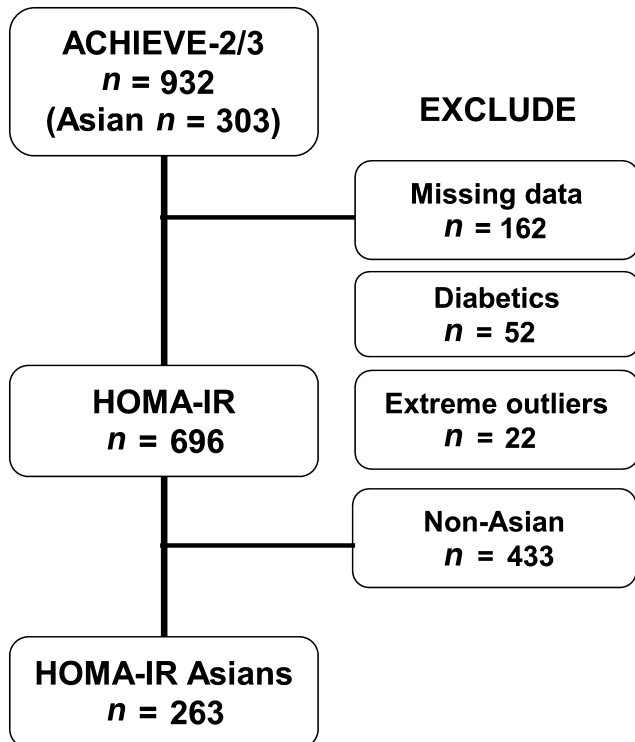 ACHIEVE-2/3
n = 932
(Asian n = 303)
EXCLUDE
Missing data
n = 162
Diabetics
n = 52
HOMA-IR
n = 696
Extreme outliers
n = 22
Non-Asian
n = 433
HOMA-IR Asians
n = 263